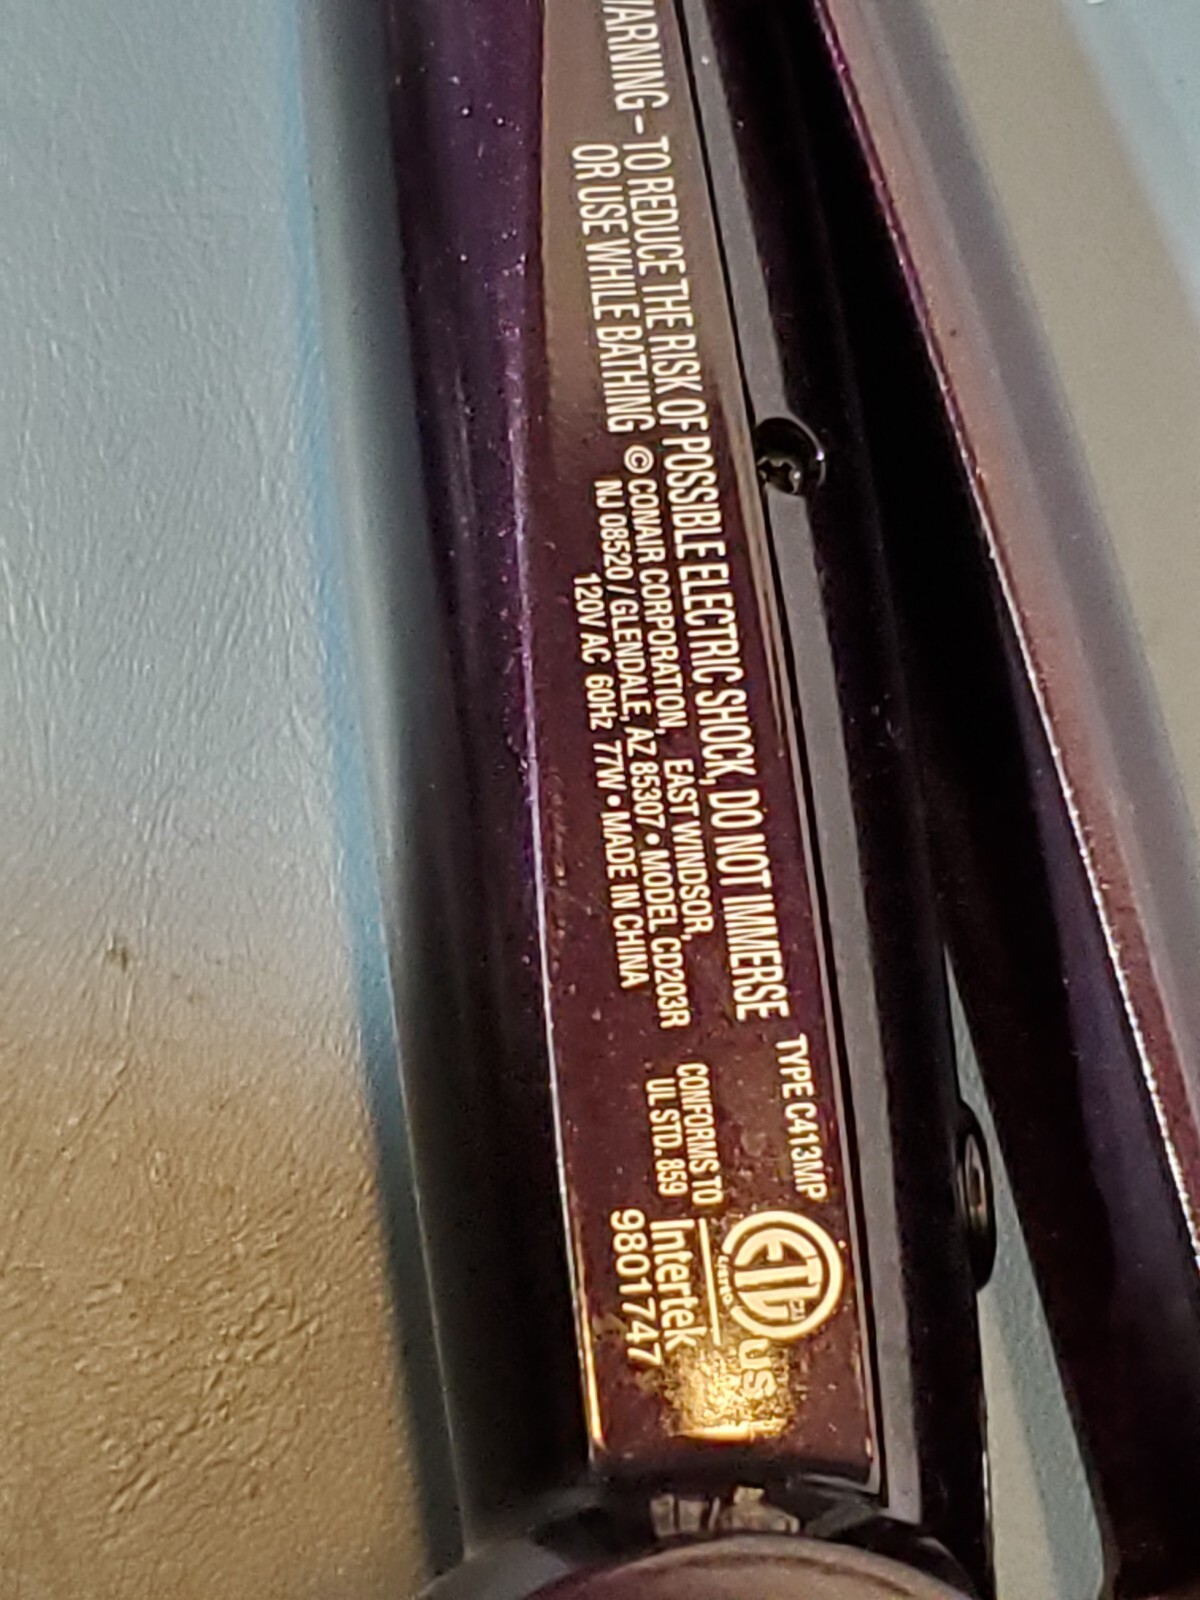 WARNING – TO REDUCE THE RISK OF POSSIBLE ELECTRIC SHOCK, DO NOT IMMERSE
OR USE WHILE BATHING
© CONAIR CORPORATION, EAST WINDSOR,
NJ 08520 / GLENDALE, AZ 85307 • MODEL CD203R
120V AC 60Hz 77W • MADE IN CHINA
TYPE C413MP
CONFORMS TO
UL STD. 859
ETL
US
Intertek
9801747